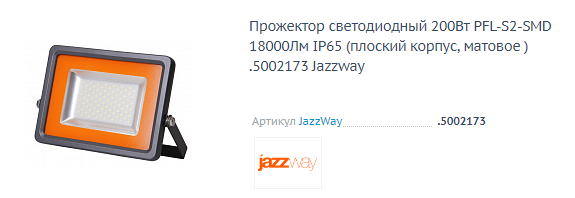 Прожектор светодиодный 200Вт PFL-S2-SMD
18000Лм IP65 (плоский корпус, матовое )
.5002173 Jazzway
Артикул JazzWay .5002173
jazzway